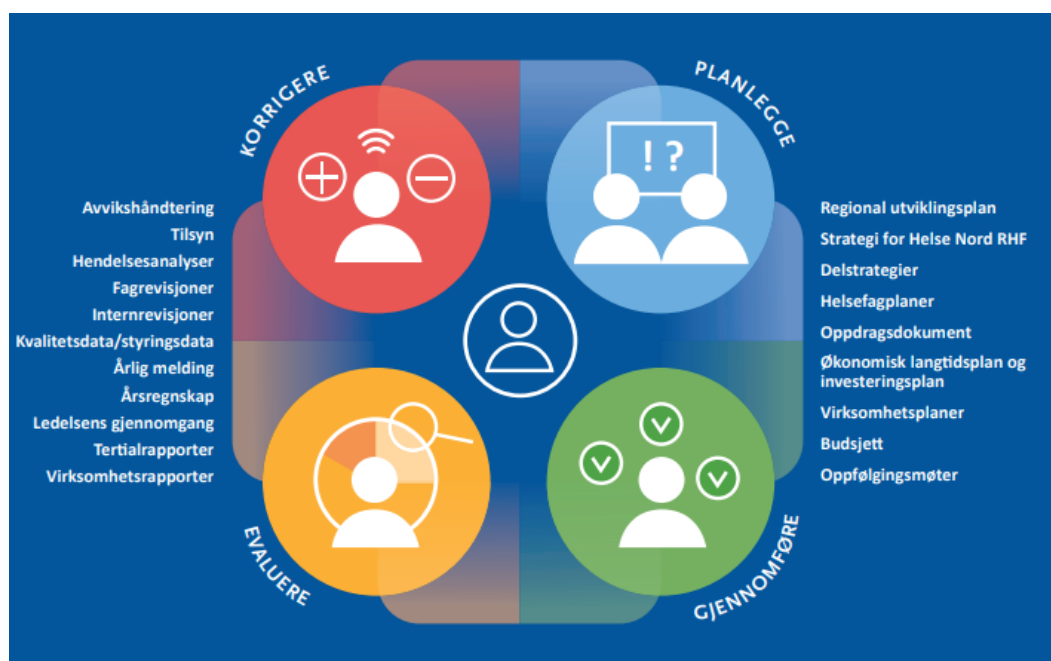 KORRIGERE
PLANLEGGE
! ?
Avvikshåndtering
Tilsyn
Hendelsesanalyser
Fagrevisjoner
Internrevisjoner
Kvalitetsdata/styringsdata
Årlig melding
Årsregnskap
Ledelsens gjennomgang
Tertialrapporter
Virksomhetsrapporter
Regional utviklingsplan
Strategi for Helse Nord RHF
Delstrategier
Helsefagplaner
Oppdragsdokument
Økonomisk langtidsplan og
investeringsplan
Virksomhetsplaner
Budsjett
Oppfølgingsmøter
EVALUERE
GJENNOMFØRE